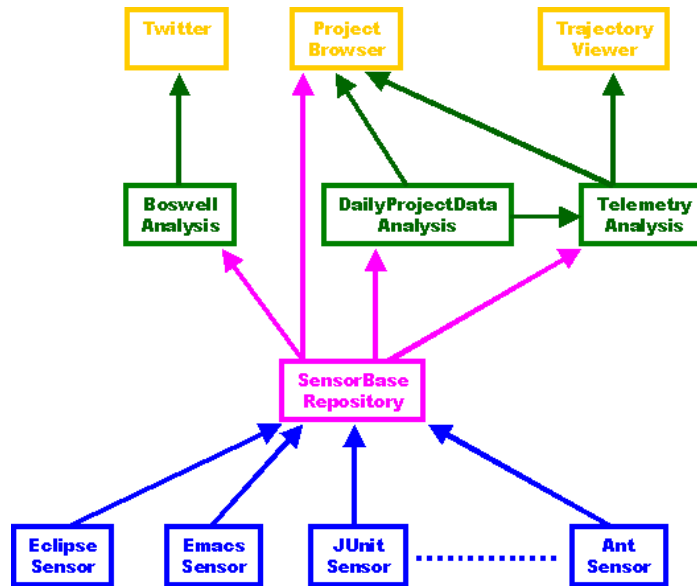 Twitter
Project
Browser
Trajectory
Viewer
Boswell
Analysis
DailyProjectData
Analysis
Telemetry
Analysis
SensorBase
Repository
Eclipse
Sensor
Emacs
Sensor
JUnit
Sensor
Ant
Sensor